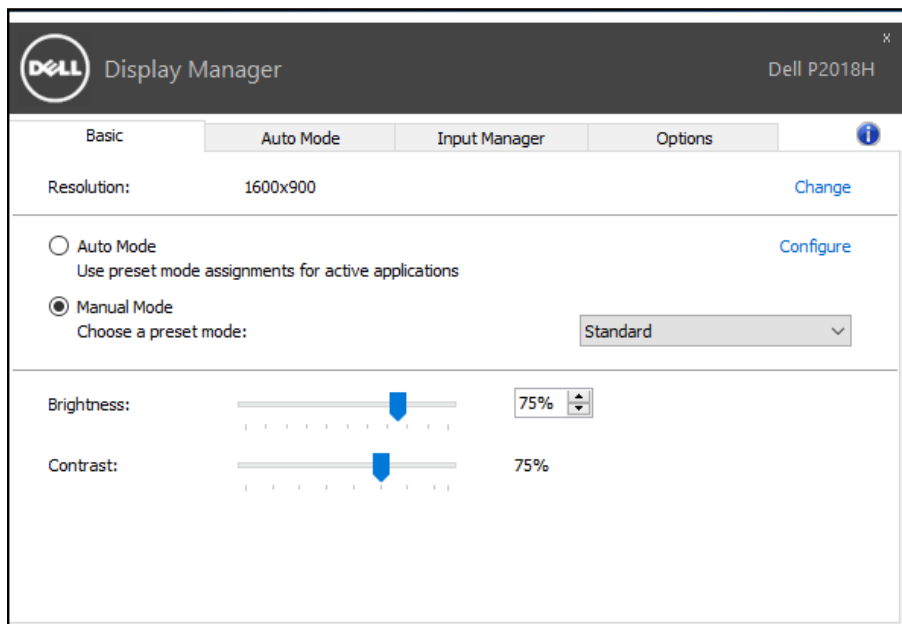 DELL Display Manager x
Dell P2018H
Basic Auto Mode Input Manager Options i
Resolution: 1600x900 Change
Auto Mode Configure
Use preset mode assignments for active applications
Manual Mode
Choose a preset mode: Standard
Brightness: 75%
Contrast: 75%